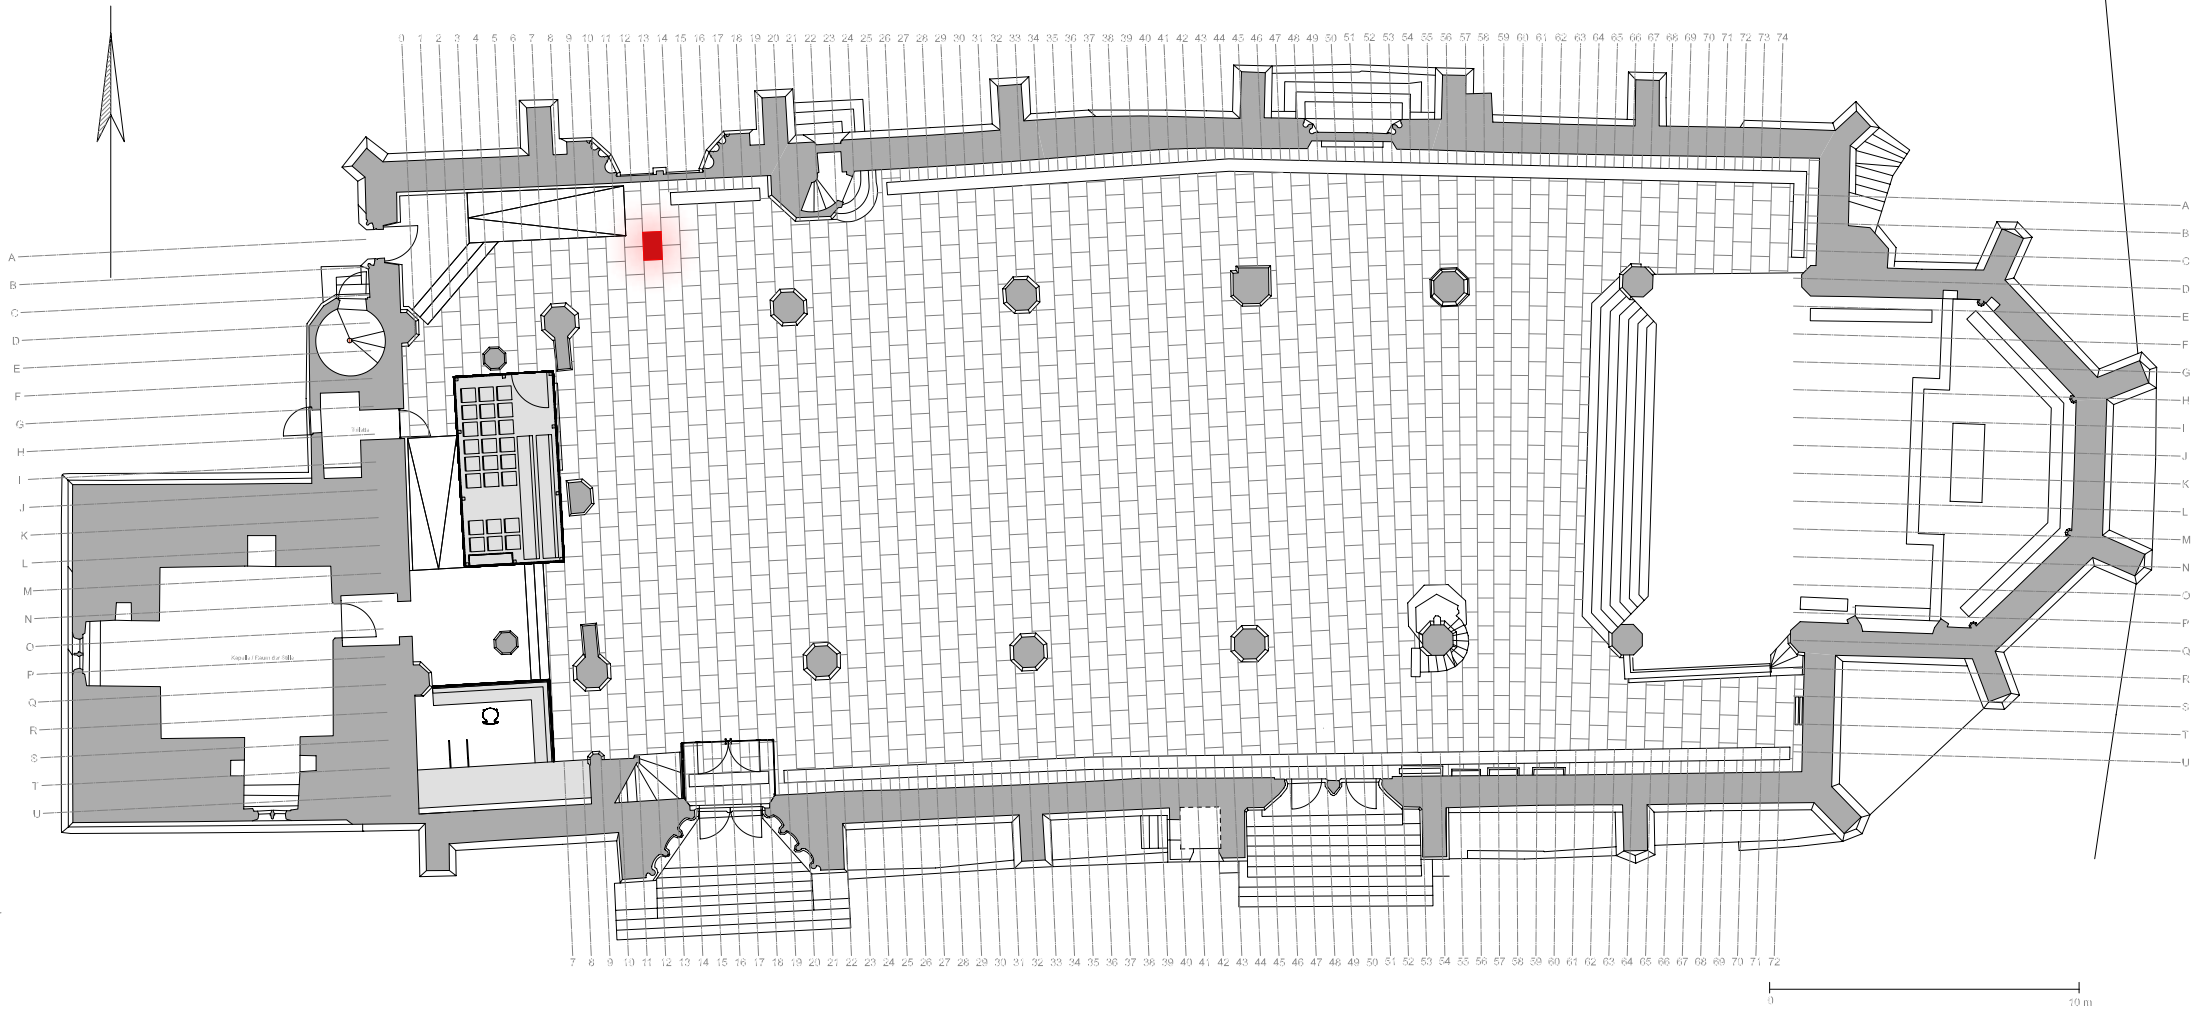 0 1 2 3 4 5 6 7 8 9 10 11 12 13 14 15 16 17 18 19 20 21 22 23 24 25 26 27 28 29 30 31 32 33 34 35 36 37 38 39 40 41 42 43 44 45 46 47 48 49 50 51 52 53 54 55 56 57 58 59 60 61 62 63 64 65 66 67 68 69 70 71 72 73 74
A
B
C
D
E
F
G
H
I
J
K
L
M
N
O
P
Q
R
S
T
U
Toilette
Kapelle / Raum der Stille
A
B
C
D
E
F
G
H
I
J
K
L
M
N
O
P
Q
R
S
T
U
7 8 9 10 11 12 13 14 15 16 17 18 19 20 21 22 23 24 25 26 27 28 29 30 31 32 33 34 35 36 37 38 39 40 41 42 43 44 45 46 47 48 49 50 51 52 53 54 55 56 57 58 59 60 61 62 63 64 65 66 67 68 69 70 71 72
0 10 m